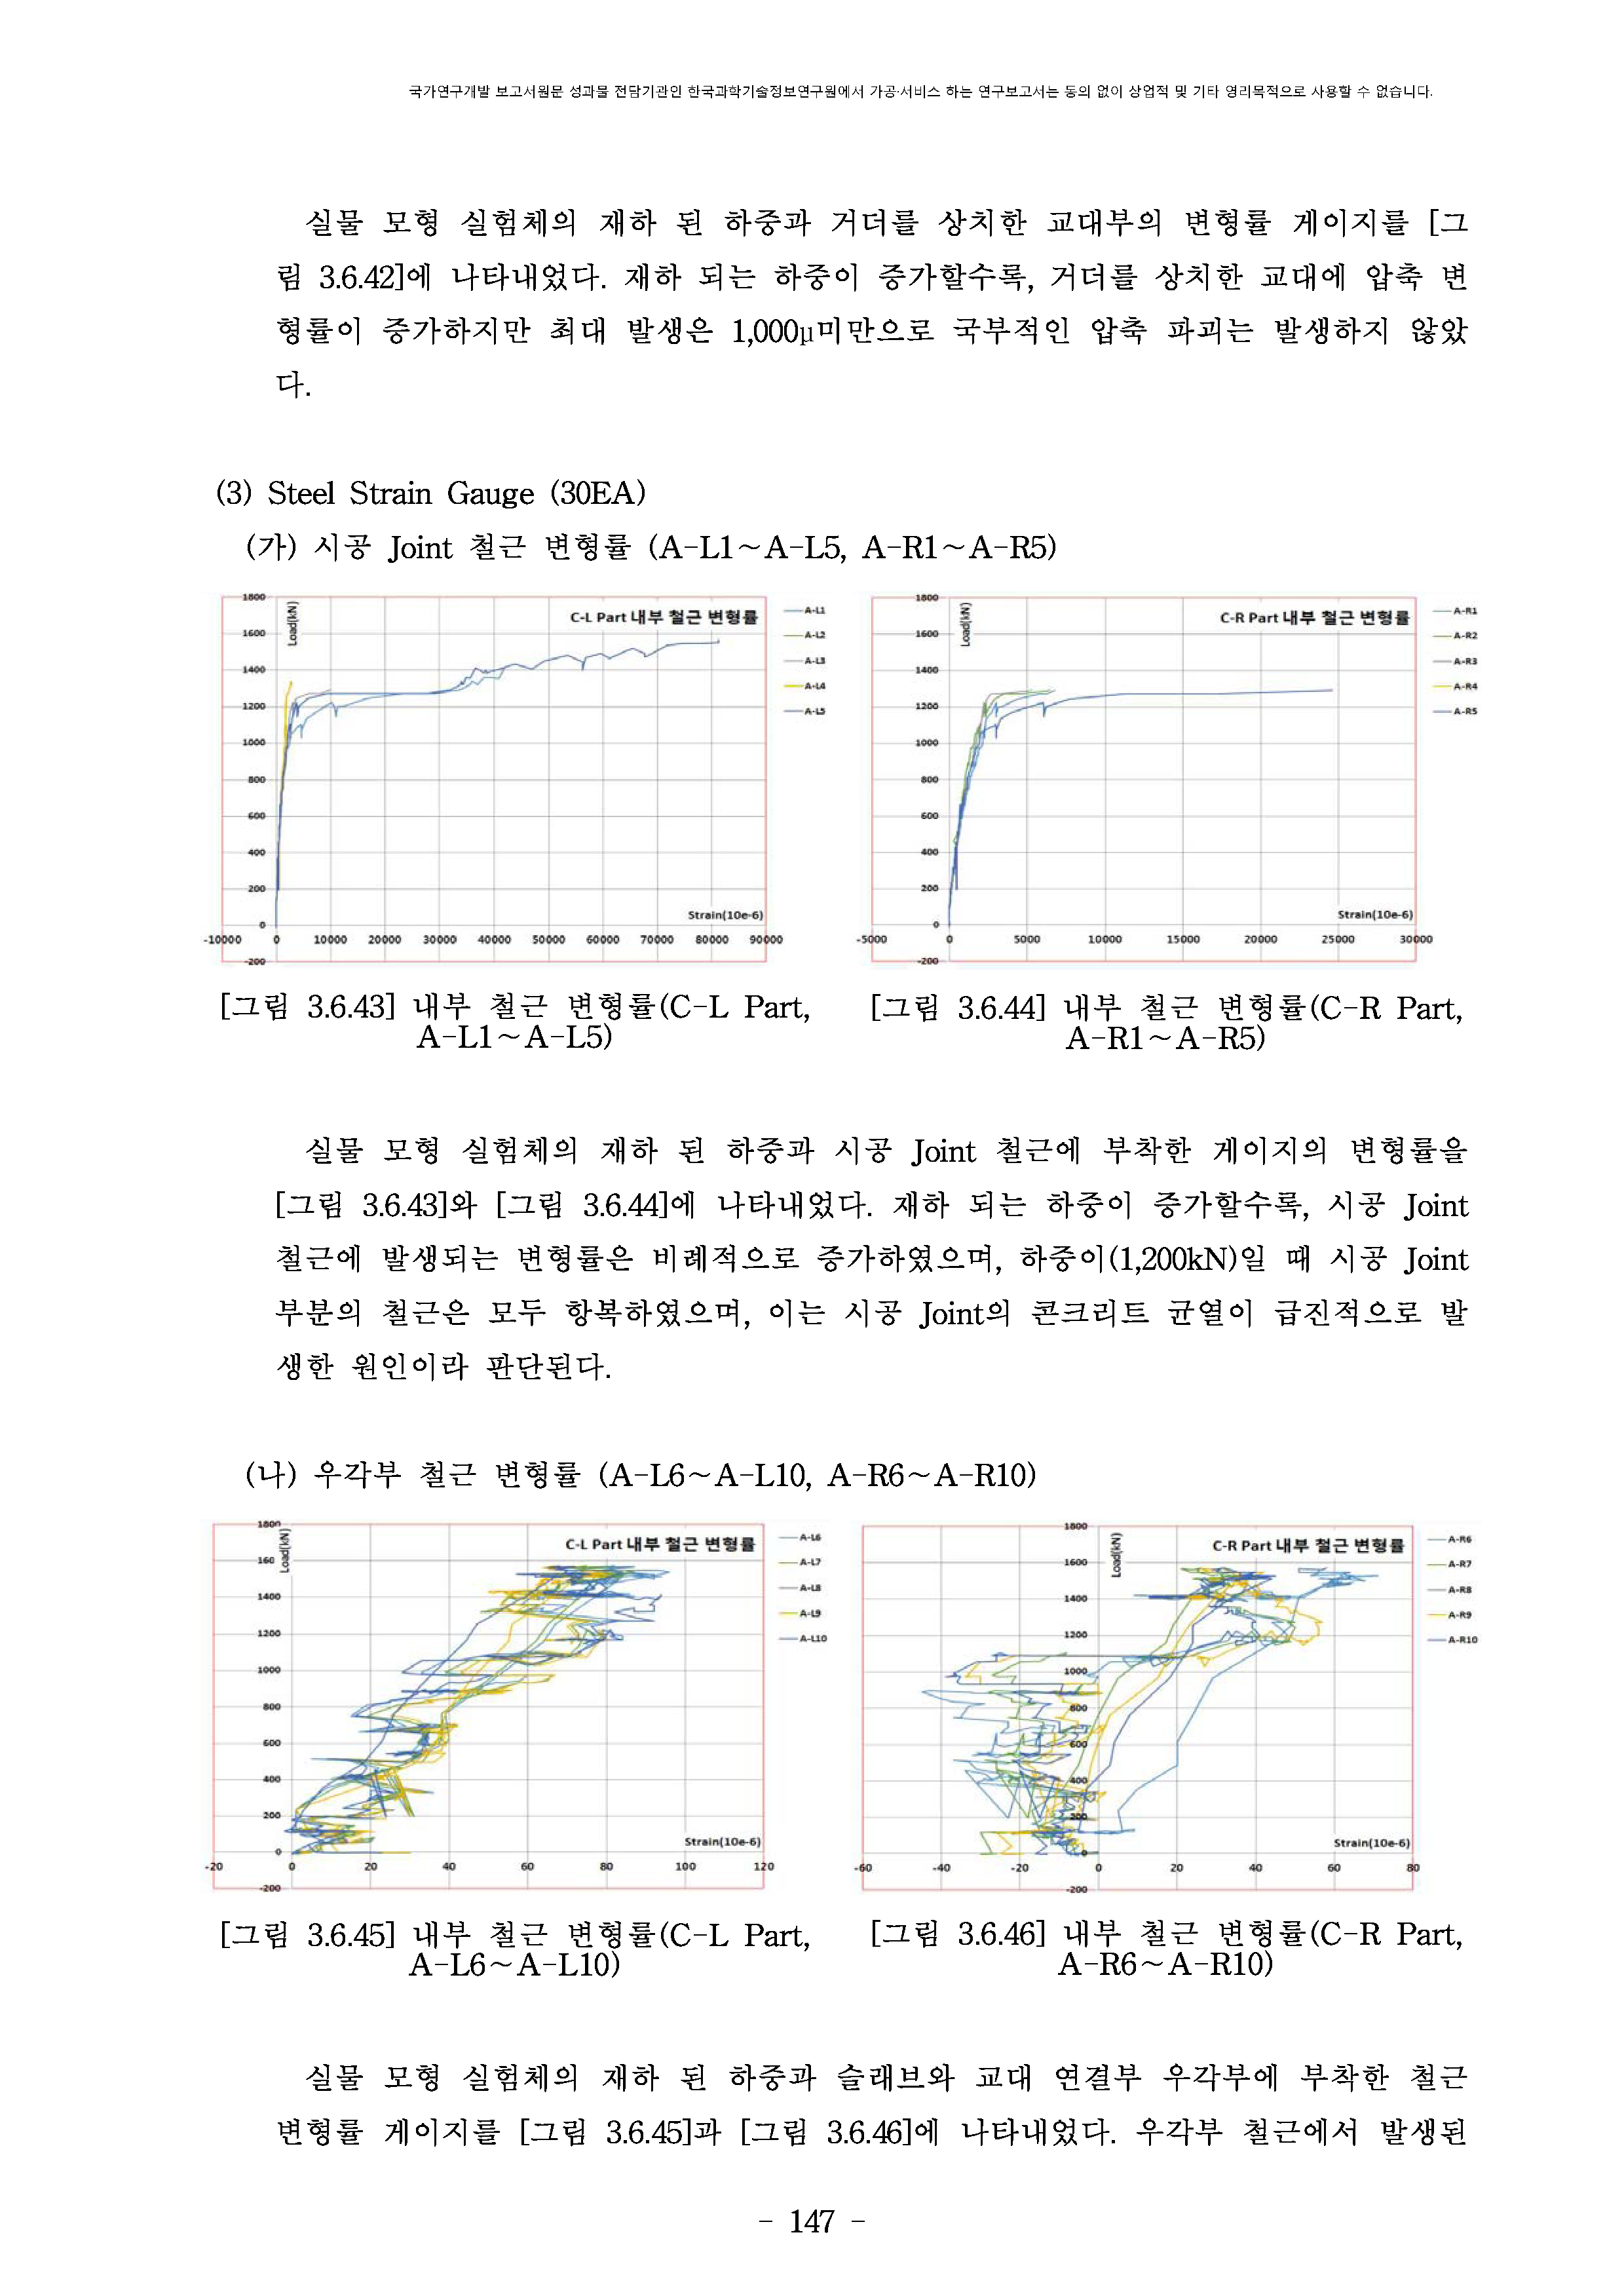 국가연구개발 보고서원문 성과물 전담기관인 한국과학기술정보연구원에서 가공·서비스 하는 연구보고서는 동의 없이 상업적 및 기타 영리목적으로 사용할 수 없습니다.
실물 모형 실험체의 재하 된 하중과 거더를 상치한 교대부의 변형률 게이지를 [그
림 3.6.42]에 나타내었다. 재하 되는 하중이 증가할수록, 거더를 상치한 교대에 압축 변
형률이 증가하지만 최대 발생은 1,000μ미만으로 국부적인 압축 파괴는 발생하지 않았
다.
(3) Steel Strain Gauge (30EA)
(가) 시공 Joint 철근 변형률 (A-L1~A-L5, A-R1~A-R5)
C-L Part 내부 철근 변형률
Load(kN)
1800
1600
1400
1200
1000
800
600
400
200
0
-200
-10000 0 10000 20000 30000 40000 50000 60000 70000 80000 90000
Strain(10e-6)
A-L1
A-L2
A-L3
A-L4
A-L5
C-R Part 내부 철근 변형률
Load(kN)
1800
1600
1400
1200
1000
800
600
400
200
0
-200
-5000 0 5000 10000 15000 20000 25000 30000
Strain(10e-6)
A-R1
A-R2
A-R3
A-R4
A-R5
[그림 3.6.43] 내부 철근 변형률(C-L Part,
A-L1~A-L5)
[그림 3.6.44] 내부 철근 변형률(C-R Part,
A-R1~A-R5)
실물 모형 실험체의 재하 된 하중과 시공 Joint 철근에 부착한 게이지의 변형률을
[그림 3.6.43]와 [그림 3.6.44]에 나타내었다. 재하 되는 하중이 증가할수록, 시공 Joint
철근에 발생되는 변형률은 비례적으로 증가하였으며, 하중이(1,200kN)일 때 시공 Joint
부분의 철근은 모두 항복하였으며, 이는 시공 Joint의 콘크리트 균열이 급진적으로 발
생한 원인이라 판단된다.
(나) 우각부 철근 변형률 (A-L6~A-L10, A-R6~A-R10)
C-L Part 내부 철근 변형률
Load(kN)
1800
160
1400
1200
1000
800
600
400
200
0
-200
-20 0 20 40 60 80 100 120
Strain(10e-6)
A-L6
A-L7
A-L8
A-L9
A-L10
C-R Part 내부 철근 변형률
Load(kN)
1800
1600
1400
1200
1000
800
600
400
200
0
-200
-60 -40 -20 0 20 40 60 80
Strain(10e-6)
A-R6
A-R7
A-R8
A-R9
A-R10
[그림 3.6.45] 내부 철근 변형률(C-L Part,
A-L6~A-L10)
[그림 3.6.46] 내부 철근 변형률(C-R Part,
A-R6~A-R10)
실물 모형 실험체의 재하 된 하중과 슬래브와 교대 연결부 우각부에 부착한 철근
변형률 게이지를 [그림 3.6.45]과 [그림 3.6.46]에 나타내었다. 우각부 철근에서 발생된
- 147 -